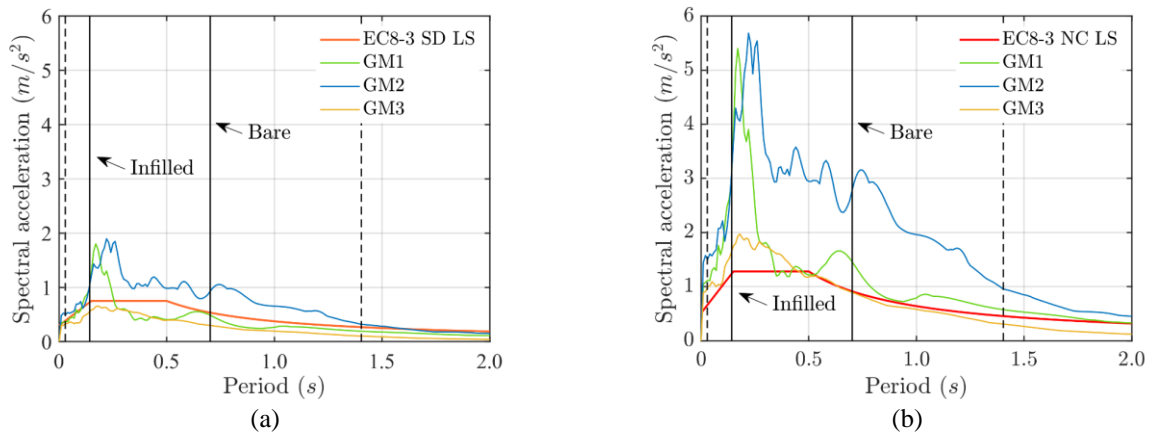 6
5
4
3
2
1
0
Spectral acceleration (m/s²)
EC8-3 SD LS
GM1
GM2
GM3
Bare
Infilled
0 0.5 1.0 1.5 2.0
Period (s)
(a)
6
5
4
3
2
1
0
Spectral acceleration (m/s²)
EC8-3 NC LS
GM1
GM2
GM3
Bare
Infilled
0 0.5 1.0 1.5 2.0
Period (s)
(b)